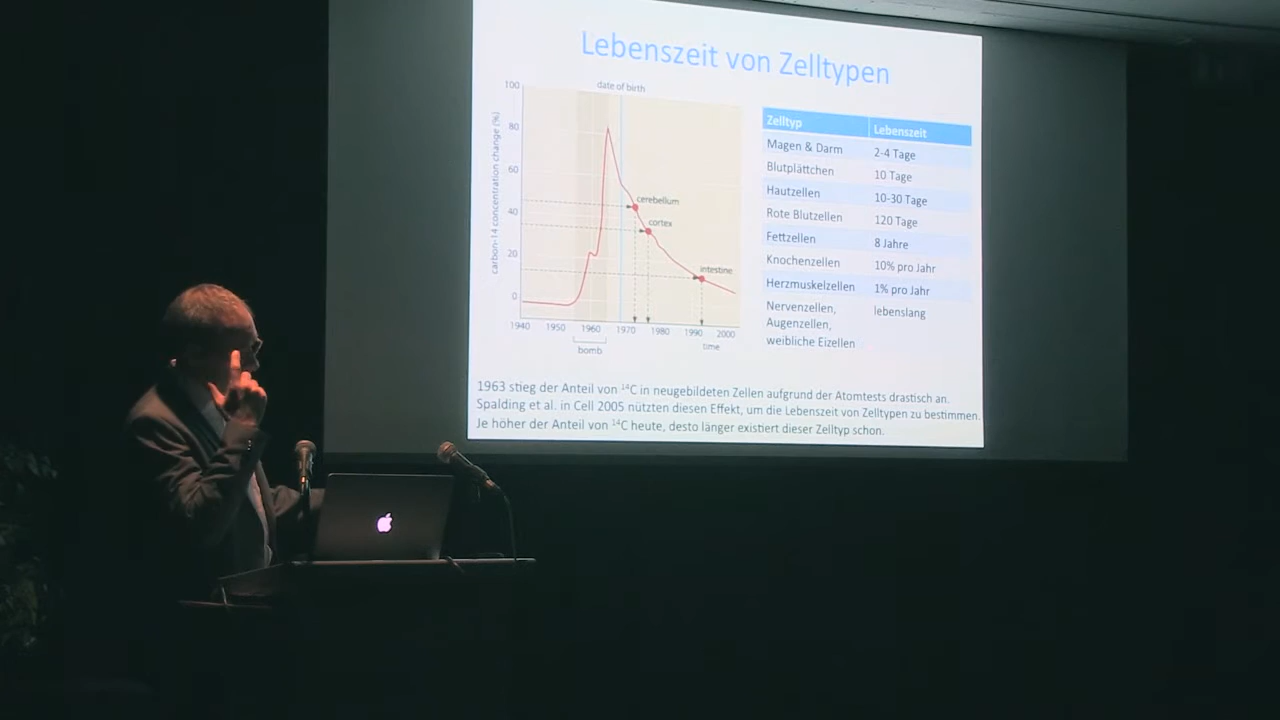 Lebenszeit von Zelltypen
date of birth
carbon-14 concentration change (%)
100
80
60
40
20
0
cerebellum
cortex
intestine
1940 1950 1960 1970 1980 1990 2000
bomb
time
Zelltyp Lebenszeit
Magen & Darm 2-4 Tage
Blutplättchen 10 Tage
Hautzellen 10-30 Tage
Rote Blutzellen 120 Tage
Fettzellen 8 Jahre
Knochenzellen 10% pro Jahr
Herzmuskelzellen 1% pro Jahr
Nervenzellen, lebenslang
Augenzellen,
weibliche Eizellen
1963 stieg der Anteil von ¹⁴C in neugebildeten Zellen aufgrund der Atomtests drastisch an.
Spalding et al. in Cell 2005 nützten diesen Effekt, um die Lebenszeit von Zelltypen zu bestimmen.
Je höher der Anteil von ¹⁴C heute, desto länger existiert dieser Zelltyp schon.